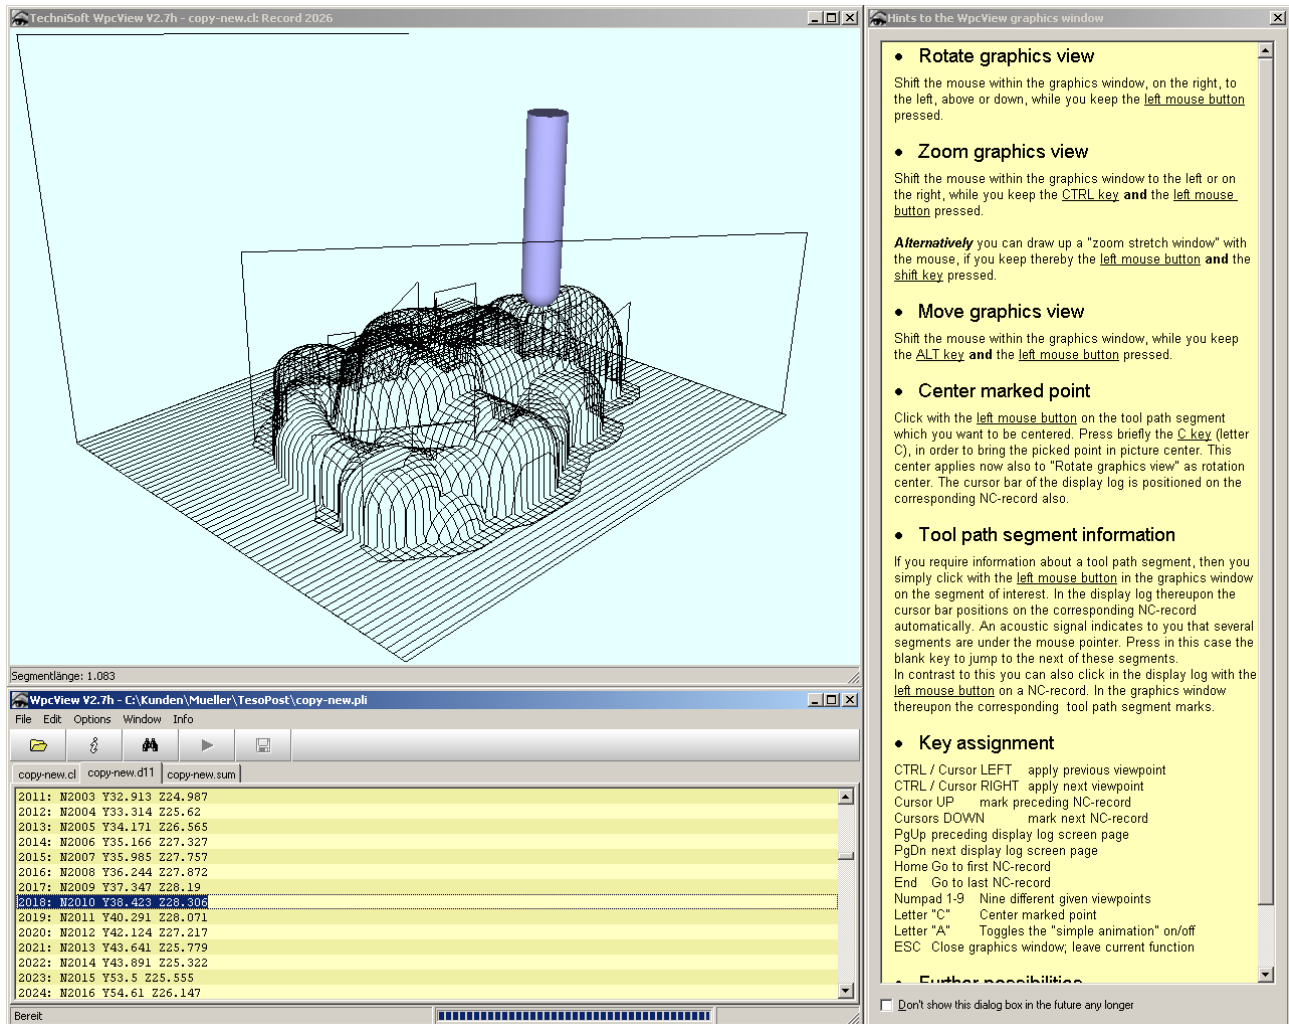 TechniSoft WpcView V2.7h - copy-new.cl: Record 2026
Segmentlänge: 1.083
WpcView V2.7h - C:\Kunden\Mueller\TesoPost\copy-new.pli
File Edit Options Window Info
copy-new.cl copy-new.d11 copy-new.sum
2011: N2003 Y32.913 Z24.987
2012: N2004 Y33.314 Z25.62
2013: N2005 Y34.171 Z26.565
2014: N2006 Y35.166 Z27.327
2015: N2007 Y35.985 Z27.757
2016: N2008 Y36.244 Z27.872
2017: N2009 Y37.347 Z28.19
2018: N2010 Y38.423 Z28.306
2019: N2011 Y40.291 Z28.071
2020: N2012 Y42.124 Z27.217
2021: N2013 Y43.641 Z25.779
2022: N2014 Y43.891 Z25.322
2023: N2015 Y53.5 Z25.555
2024: N2016 Y54.61 Z26.147
Bereit
Hints to the WpcView graphics window
• Rotate graphics view
Shift the mouse within the graphics window, on the right, to
the left, above or down, while you keep the left mouse button
pressed.
• Zoom graphics view
Shift the mouse within the graphics window to the left or on
the right, while you keep the CTRL key and the left mouse
button pressed.
Alternatively you can draw up a "zoom stretch window" with
the mouse, if you keep thereby the left mouse button and the
shift key pressed.
• Move graphics view
Shift the mouse within the graphics window, while you keep
the ALT key and the left mouse button pressed.
• Center marked point
Click with the left mouse button on the tool path segment
which you want to be centered. Press briefly the C key (letter
C), in order to bring the picked point in picture center. This
center applies now also to "Rotate graphics view" as rotation
center. The cursor bar of the display log is positioned on the
corresponding NC-record also.
• Tool path segment information
If you require information about a tool path segment, then you
simply click with the left mouse button in the graphics window
on the segment of interest. In the display log thereupon the
cursor bar positions on the corresponding NC-record
automatically. An acoustic signal indicates to you that several
segments are under the mouse pointer. Press in this case the
blank key to jump to the next of these segments.
In contrast to this you can also click in the display log with the
left mouse button on a NC-record. In the graphics window
thereupon the corresponding tool path segment marks.
• Key assignment
CTRL / Cursor LEFT apply previous viewpoint
CTRL / Cursor RIGHT apply next viewpoint
Cursor UP mark preceding NC-record
Cursors DOWN mark next NC-record
PgUp preceding display log screen page
PgDn next display log screen page
Home Go to first NC-record
End Go to last NC-record
Numpad 1-9 Nine different given viewpoints
Letter "C" Center marked point
Letter "A" Toggles the "simple animation" on/off
ESC Close graphics window; leave current function
• Further possibilities
Don't show this dialog box in the future any longer